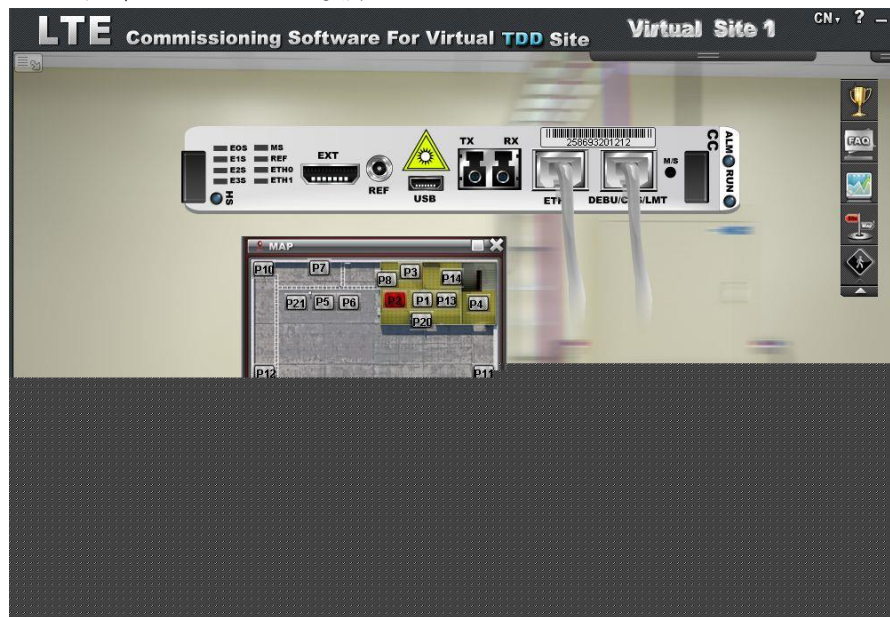 LTE Commissioning Software For Virtual TDD Site
Virtual Site 1
CN
?
EOS MS
E1S REF
E2S ETH0
E3S ETH1
HS
EXT
REF
USB
TX RX
258693201212
DEBU
LMT
M/S
CC
ALM
RUN
FAQ
MAP
P10 P7 P8 P3 P14
P21 P5 P6 P1 P13 P4
P20
P12 P11